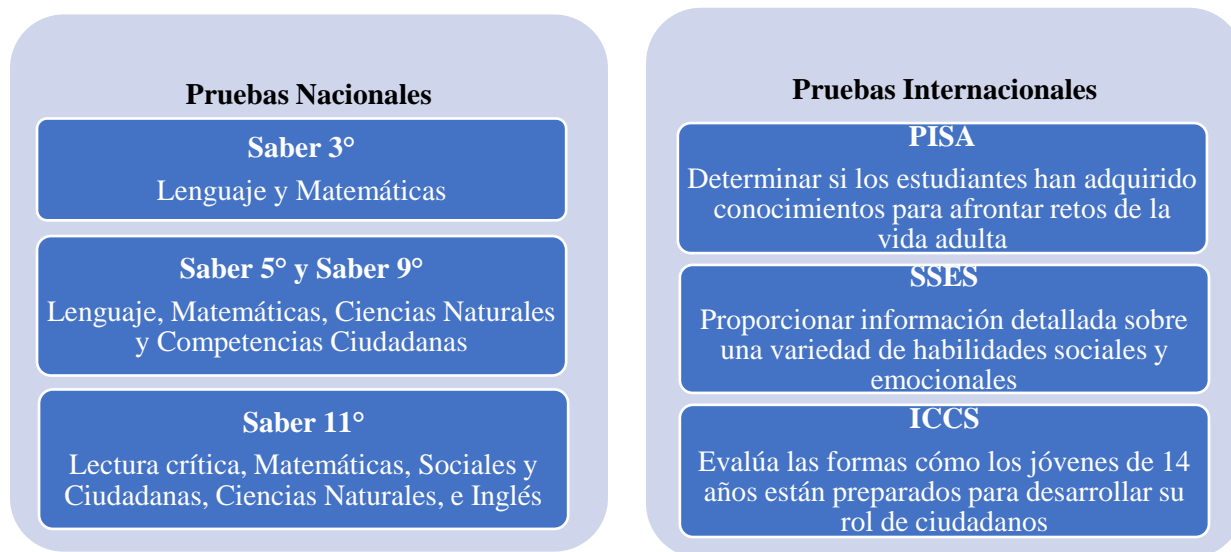 Pruebas Nacionales
Saber 3°
Lenguaje y Matemáticas
Saber 5° y Saber 9°
Lenguaje, Matemáticas, Ciencias Naturales
y Competencias Ciudadanas
Saber 11°
Lectura crítica, Matemáticas, Sociales y
Ciudadanas, Ciencias Naturales, e Inglés
Pruebas Internacionales
PISA
Determinar si los estudiantes han adquirido
conocimientos para afrontar retos de la
vida adulta
SSES
Proporcionar información detallada sobre
una variedad de habilidades sociales y
emocionales
ICCS
Evalúa las formas cómo los jóvenes de 14
años están preparados para desarrollar su
rol de ciudadanos